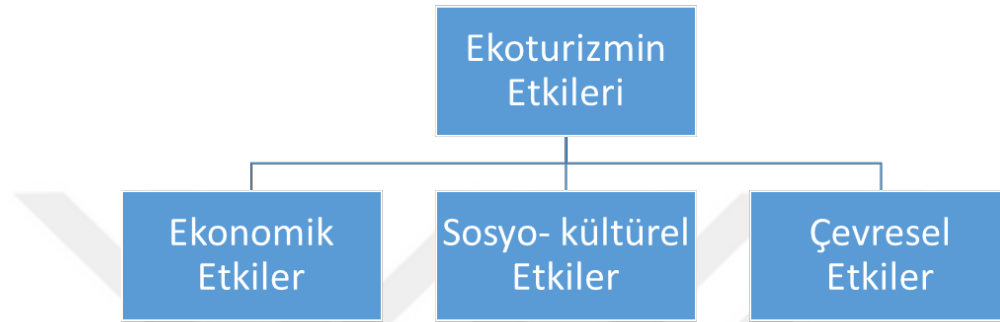 Ekoturizmin
Etkileri
Ekonomik
Etkiler
Sosyo- kültürel
Etkiler
Çevresel
Etkiler